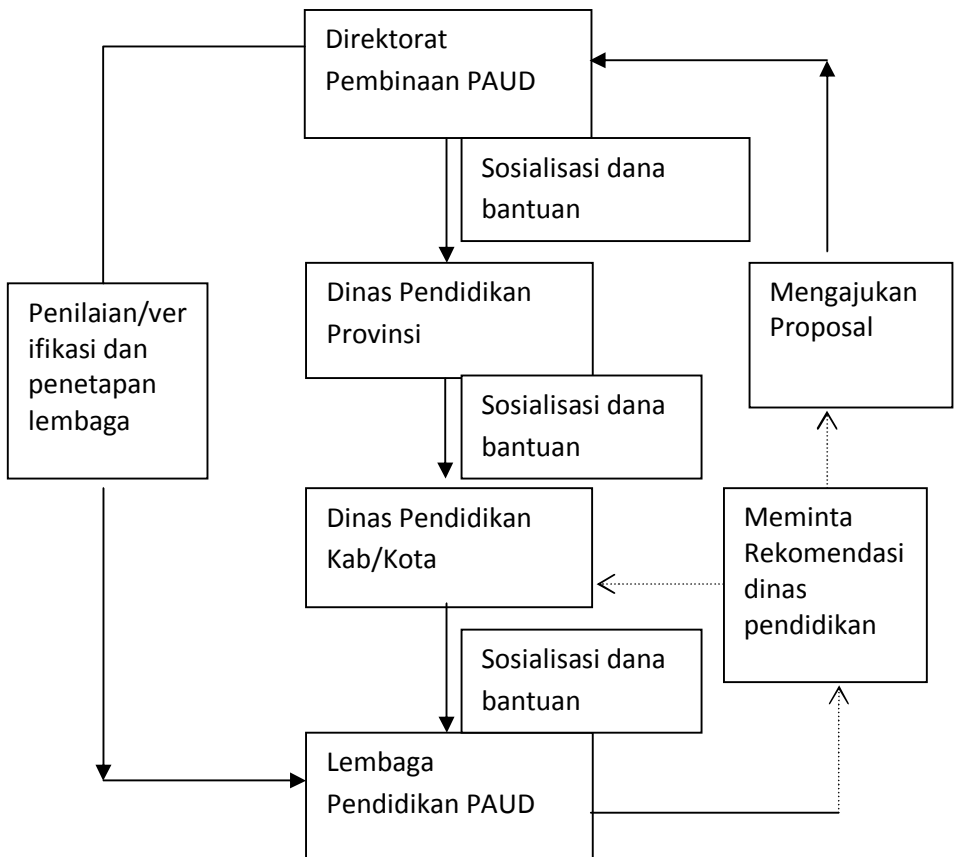 Direktorat
Pembinaan PAUD
Sosialisasi dana
bantuan
Dinas Pendidikan
Provinsi
Mengajukan
Proposal
Penilaian/ver
ifikasi dan
penetapan
lembaga
Sosialisasi dana
bantuan
Dinas Pendidikan
Kab/Kota
Meminta
Rekomendasi
dinas
pendidikan
Sosialisasi dana
bantuan
Lembaga
Pendidikan PAUD